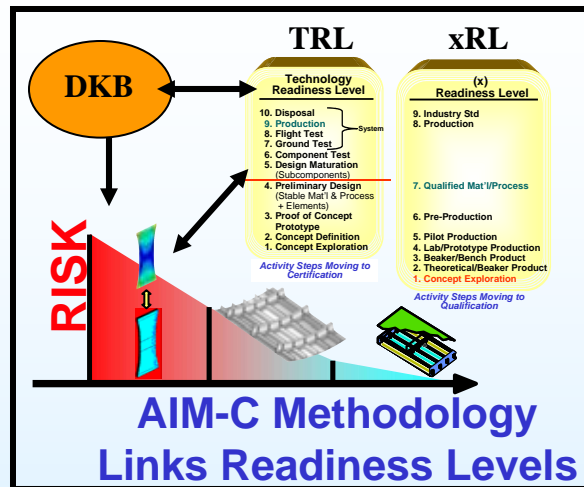 TRL
xRL
DKB
Technology
Readiness Level
10. Disposal
9. Production
8. Flight Test
7. Ground Test
System
6. Component Test
5. Design Maturation
(Subcomponents)
4. Preliminary Design
(Stable Mat'l & Process
+ Elements)
3. Proof of Concept
Prototype
2. Concept Definition
1. Concept Exploration
Activity Steps Moving to
Certification
(x)
Readiness Level
9. Industry Std
8. Production
7. Qualified Mat'l/Process
6. Pre-Production
5. Pilot Production
4. Lab/Prototype Production
3. Beaker/Bench Product
2. Theoretical/Beaker Product
1. Concept Exploration
Activity Steps Moving to
Qualification
RISK
AIM-C Methodology
Links Readiness Levels